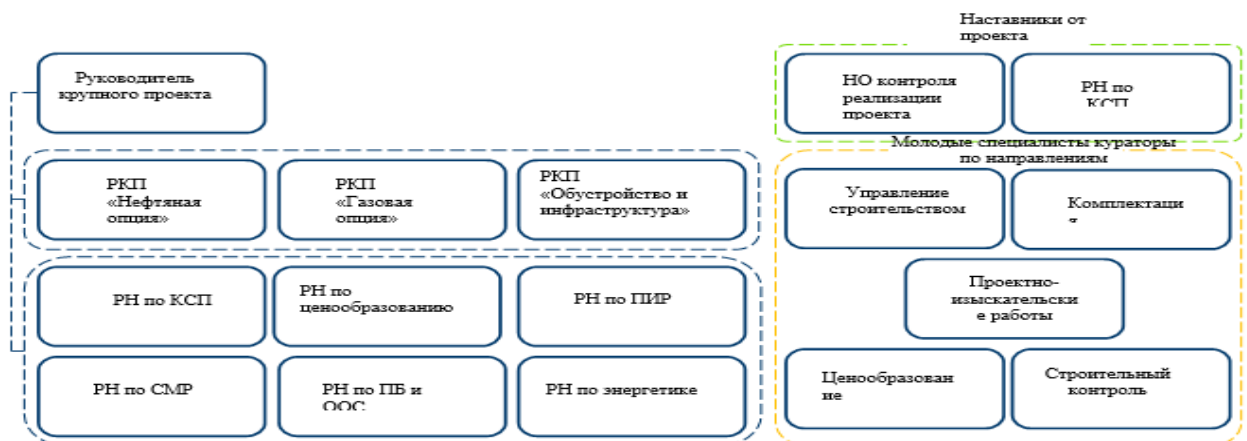 Наставники от
проекта
Руководитель
крупного проекта
НО контроля
реализации
проекта
РН по
КСП
Молодые специалисты кураторы
по направлениям
РКП
«Нефтяная
опция»
РКП
«Газовая
опция»
РКП
«Обустройство и
инфраструктура»
Управление
строительством
Комплектаци
я
РН по КСП
РН по
ценообразованию
РН по ПИР
Проектно-
изыскательски
е работы
РН по СМР
РН по ПБ и
ООС
РН по энергетике
Ценообразован
ие
Строительный
контроль